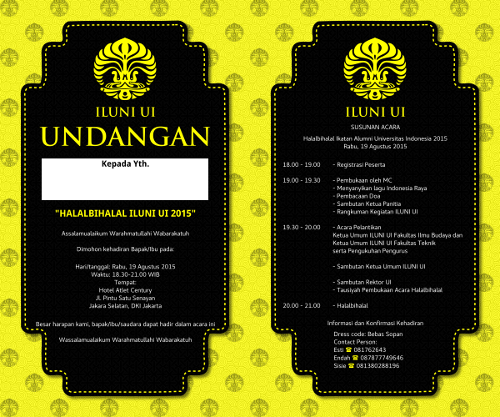 ILUNI UI
UNDANGAN
Kepada Yth.
"HALALBIHALAL ILUNI UI 2015"
Assalamualaikum Warahmatullahi Wabarakatuh
Dimohon kehadiran Bapak/Ibu pada:
Hari/tanggal: Rabu, 19 Agustus 2015
Waktu: 18.30-21.00 WIB
Tempat:
Hotel Atlet Century
Jl. Pintu Satu Senayan
Jakarta Selatan, DKI Jakarta
Besar harapan kami, bapak/ibu/saudara dapat hadir dalam acara ini
Wassalamualaikum Warahmatullahi Wabarakatuh
ILUNI UI
SUSUNAN ACARA
Halalbihalal Ikatan Alumni Universitas Indonesia 2015
Rabu, 19 Agustus 2015
18.00 - 19.00 - Registrasi Peserta
19.00 - 19.30 - Pembukaan oleh MC
- Menyanyikan lagu Indonesia Raya
- Pembacaan Doa
- Sambutan Ketua Panitia
- Rangkuman Kegiatan ILUNI UI
19.30 - 20.00 - Acara Pelantikan
Ketua Umum ILUNI UI Fakultas Ilmu Budaya dan
Ketua Umum ILUNI UI Fakultas Teknik
serta Pengukuhan Pengurus
- Sambutan Ketua Umum ILUNI UI
- Sambutan Rektor UI
- Tausiyah Pembukaan Acara Halalbihalal
20.00 - 21.00 - Halalbihalal
Informasi dan Konfirmasi Kehadiran
Dress code: Bebas Sopan
Contact Person:
Esti ☎ 081762643
Endah ☎ 087877749646
Sisie ☎ 081380288196